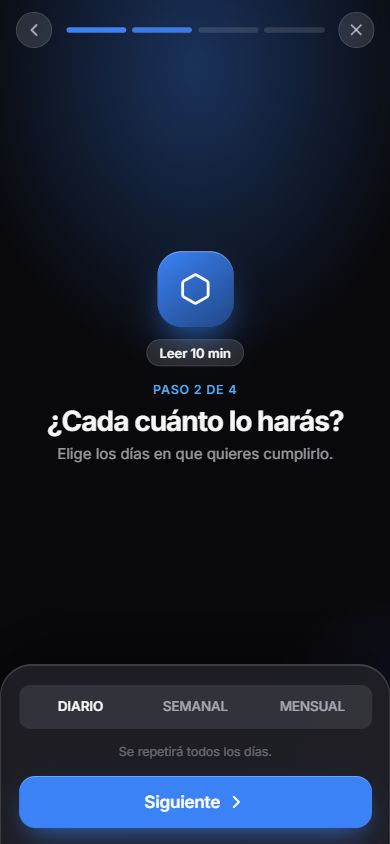 Leer 10 min
PASO 2 DE 4
¿Cada cuánto lo harás?
Elige los días en que quieres cumplirlo.
DIARIO SEMANAL MENSUAL
Se repetirá todos los días.
Siguiente